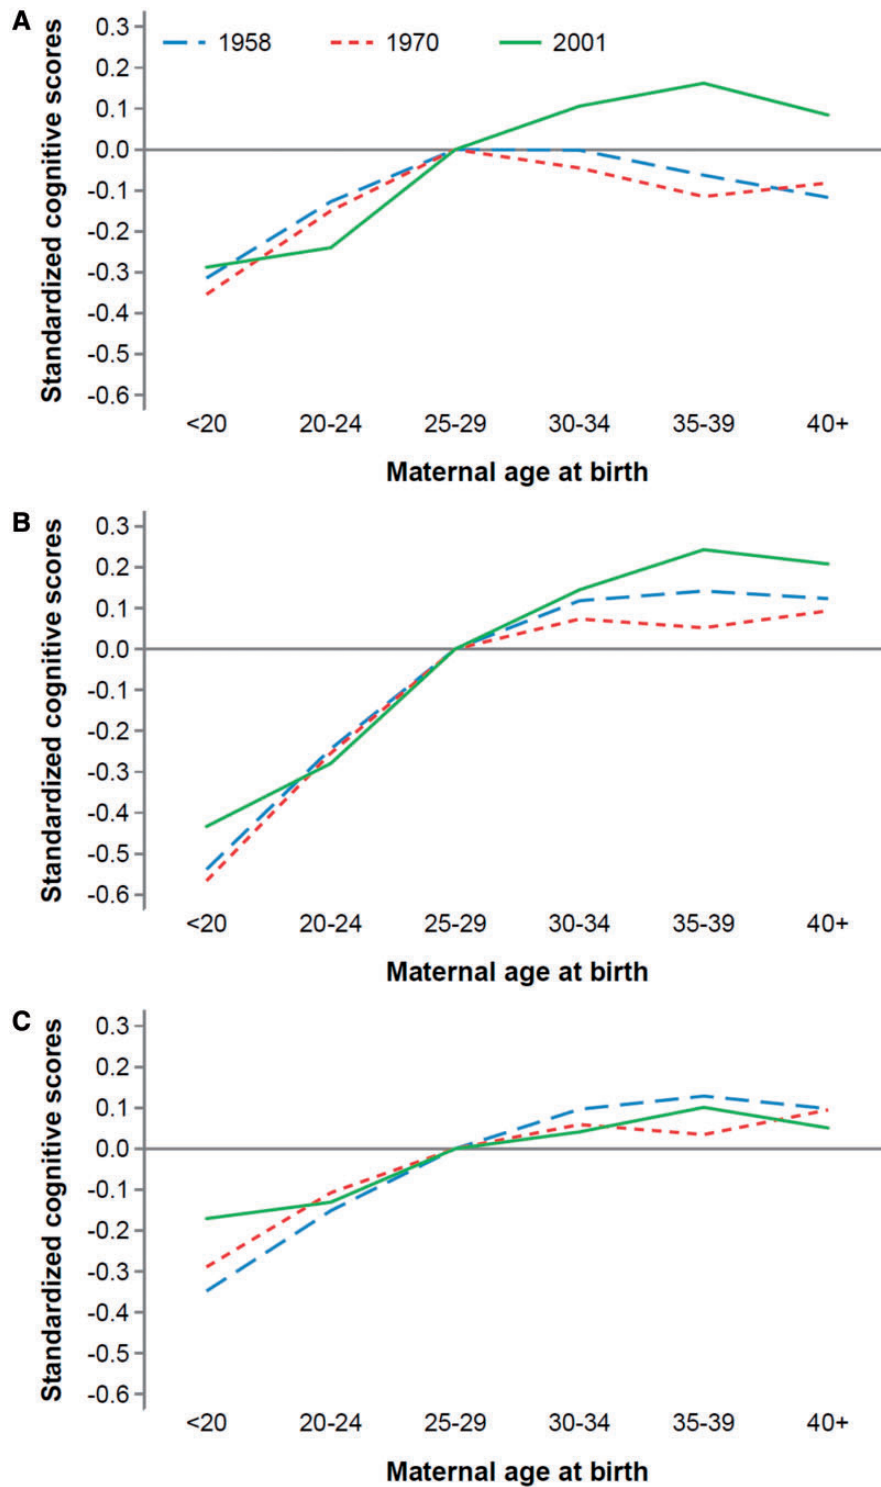 A
1958 1970 2001
Standardized cognitive scores
0.3
0.2
0.1
0.0
-0.1
-0.2
-0.3
-0.4
-0.5
-0.6
<20 20-24 25-29 30-34 35-39 40+
Maternal age at birth
B
Standardized cognitive scores
0.3
0.2
0.1
0.0
-0.1
-0.2
-0.3
-0.4
-0.5
-0.6
<20 20-24 25-29 30-34 35-39 40+
Maternal age at birth
C
Standardized cognitive scores
0.3
0.2
0.1
0.0
-0.1
-0.2
-0.3
-0.4
-0.5
-0.6
<20 20-24 25-29 30-34 35-39 40+
Maternal age at birth